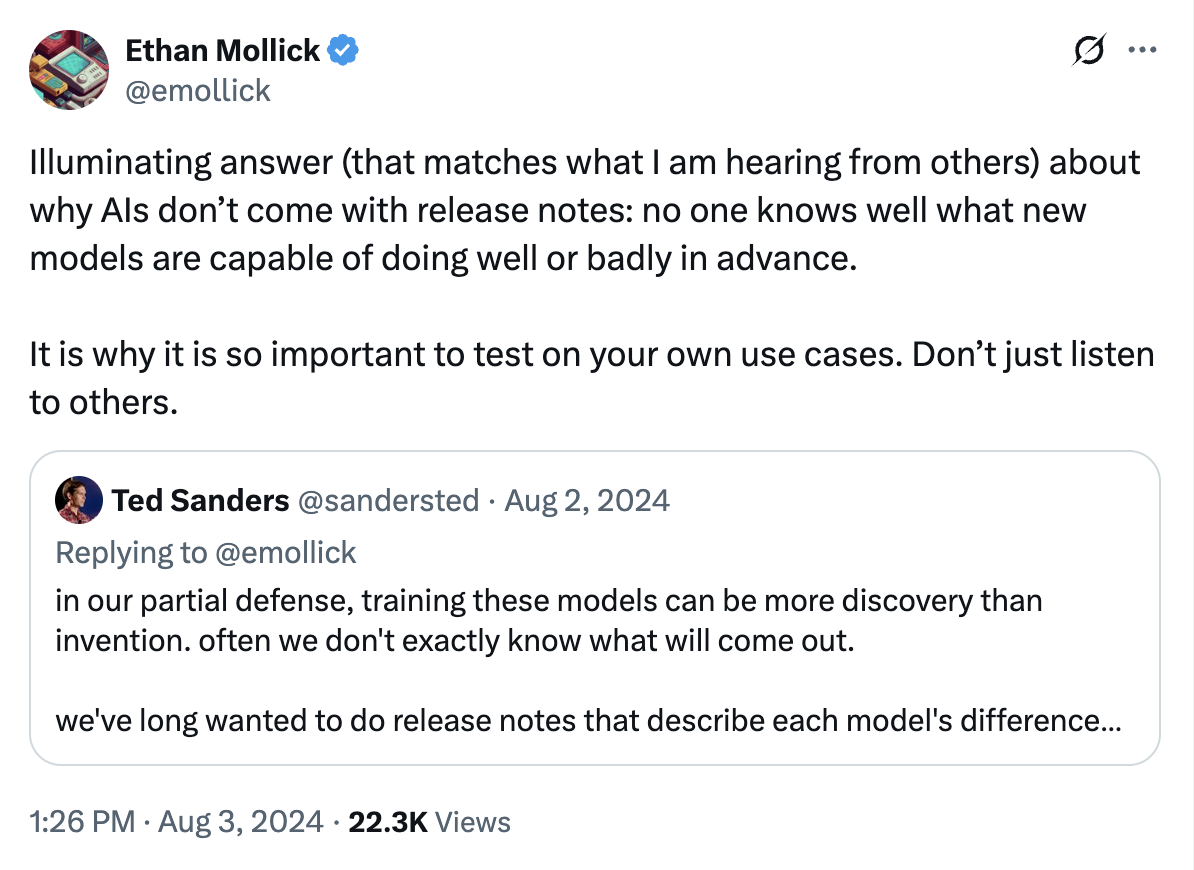 Ethan Mollick
@emollick
Illuminating answer (that matches what I am hearing from others) about
why AIs don’t come with release notes: no one knows well what new
models are capable of doing well or badly in advance.
It is why it is so important to test on your own use cases. Don’t just listen
to others.
Ted Sanders @sandersted · Aug 2, 2024
Replying to @emollick
in our partial defense, training these models can be more discovery than
invention. often we don't exactly know what will come out.
we've long wanted to do release notes that describe each model's difference...
1:26 PM · Aug 3, 2024 · 22.3K Views